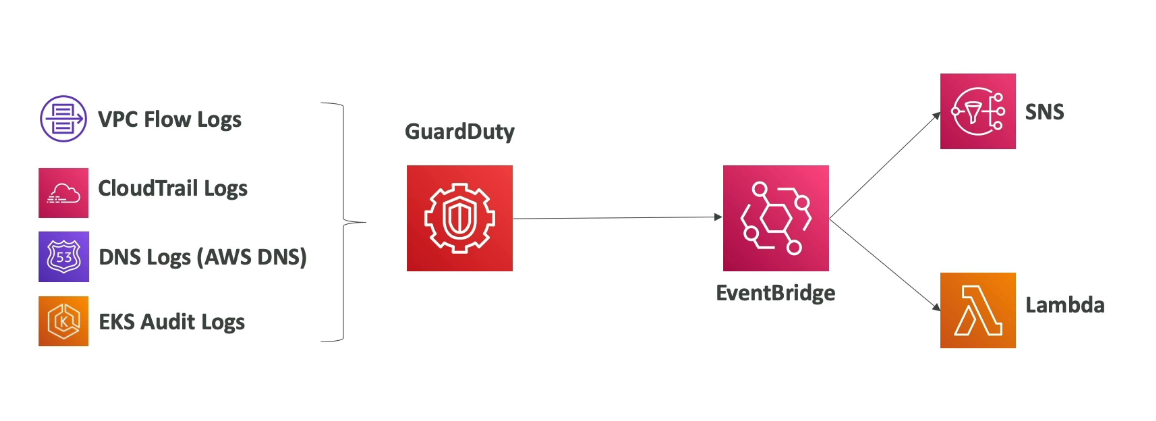 VPC Flow Logs
CloudTrail Logs
53
DNS Logs (AWS DNS)
K
EKS Audit Logs
GuardDuty
EventBridge
SNS
Lambda